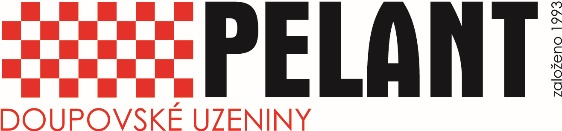 PELANT
založeno 1993
DOUPOVSKÉ UZENINY